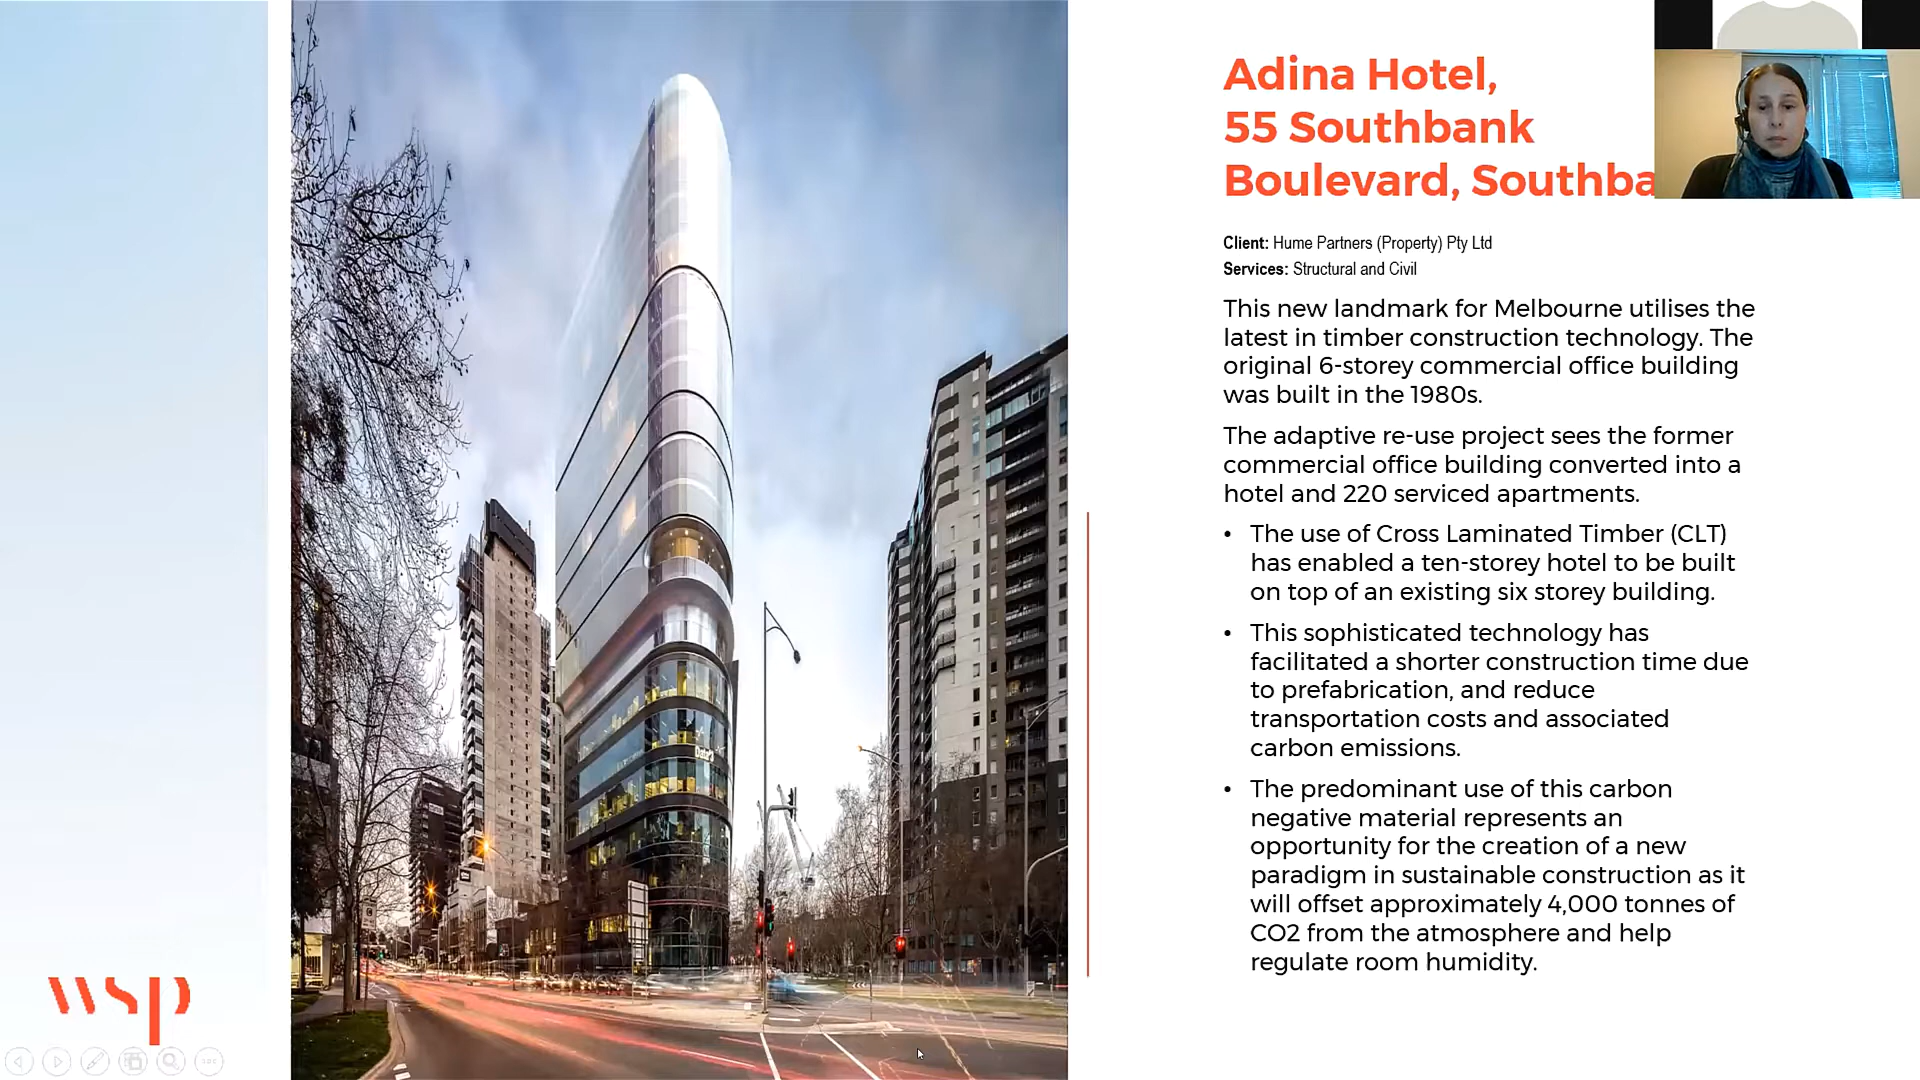 Adina Hotel,
55 Southbank
Boulevard, Southba
Client: Hume Partners (Property) Pty Ltd
Services: Structural and Civil
This new landmark for Melbourne utilises the
latest in timber construction technology. The
original 6-storey commercial office building
was built in the 1980s.
The adaptive re-use project sees the former
commercial office building converted into a
hotel and 220 serviced apartments.
• The use of Cross Laminated Timber (CLT)
has enabled a ten-storey hotel to be built
on top of an existing six storey building.
• This sophisticated technology has
facilitated a shorter construction time due
to prefabrication, and reduce
transportation costs and associated
carbon emissions.
• The predominant use of this carbon
negative material represents an
opportunity for the creation of a new
paradigm in sustainable construction as it
will offset approximately 4,000 tonnes of
CO2 from the atmosphere and help
regulate room humidity.
wsp